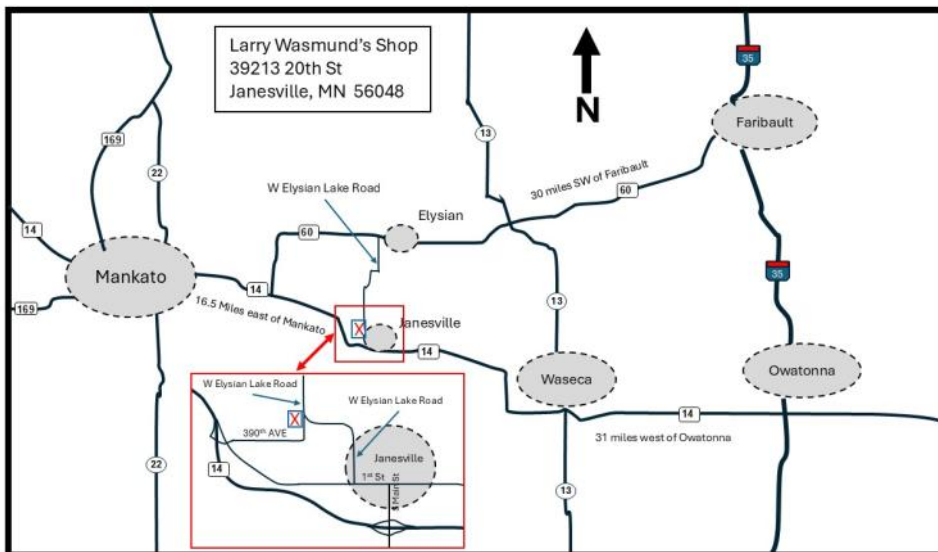 Larry Wasmund's Shop
39213 20th St
Janesville, MN 56048
N
35
Faribault
169
22
13
30 miles SW of Faribault
60
W Elysian Lake Road
Elysian
60
14
Mankato
14
16.5 Miles east of Mankato
169
35
13
X
Janesville
14
Waseca
Owatonna
14
31 miles west of Owatonna
22
13
W Elysian Lake Road
W Elysian Lake Road
X
390th AVE
14
Janesville
1st St
S Main St